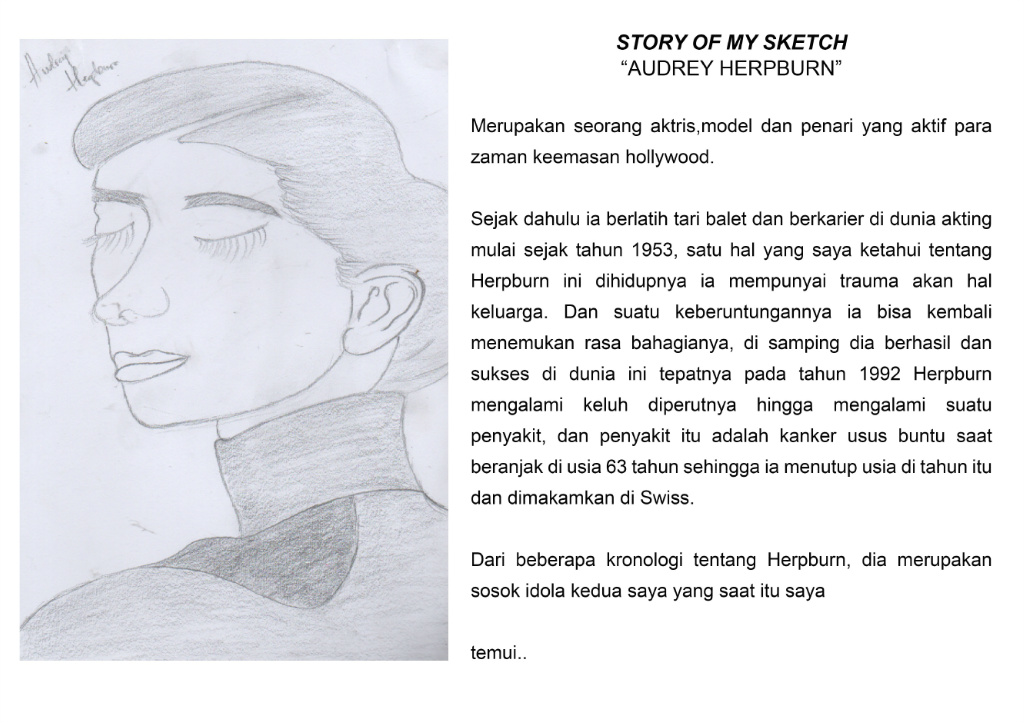 Audrey
Hepburn
STORY OF MY SKETCH
“AUDREY HERPBURN”
Merupakan seorang aktris,model dan penari yang aktif para
zaman keemasan hollywood.
Sejak dahulu ia berlatih tari balet dan berkarier di dunia akting
mulai sejak tahun 1953, satu hal yang saya ketahui tentang
Herpburn ini dihidupnya ia mempunyai trauma akan hal
keluarga. Dan suatu keberuntungannya ia bisa kembali
menemukan rasa bahagianya, di samping dia berhasil dan
sukses di dunia ini tepatnya pada tahun 1992 Herpburn
mengalami keluh diperutnya hingga mengalami suatu
penyakit, dan penyakit itu adalah kanker usus buntu saat
beranjak di usia 63 tahun sehingga ia menutup usia di tahun itu
dan dimakamkan di Swiss.
Dari beberapa kronologi tentang Herpburn, dia merupakan
sosok idola kedua saya yang saat itu saya
temui..